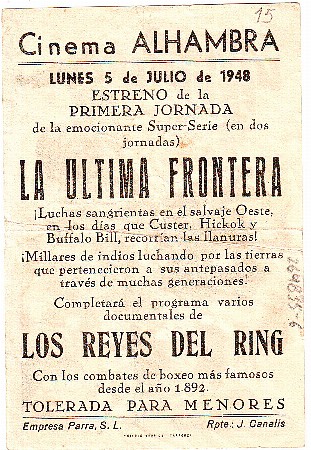 15
Cinema ALHAMBRA
LUNES 5 de JULIO de 1948
ESTRENO de la
PRIMERA JORNADA
de la emocionante Super-Serie (en dos
jornadas)
LA ULTIMA FRONTERA
¡Luchas sangrientas en el salvaje Oeste,
en los días que Custer, Hickok y
Buffalo Bill, recorrían las llanuras!
¡Millares de indios luchando por las tierras
que pertenecieron a sus antepasados a
través de muchas generaciones!
Completará el programa varios
documentales de
LOS REYES DEL RING
Con los combates de boxeo más famosos
desde el año 1.892.
TOLERADA PARA MENORES
Empresa Parra, S. L. Rpte.: J. Canalis